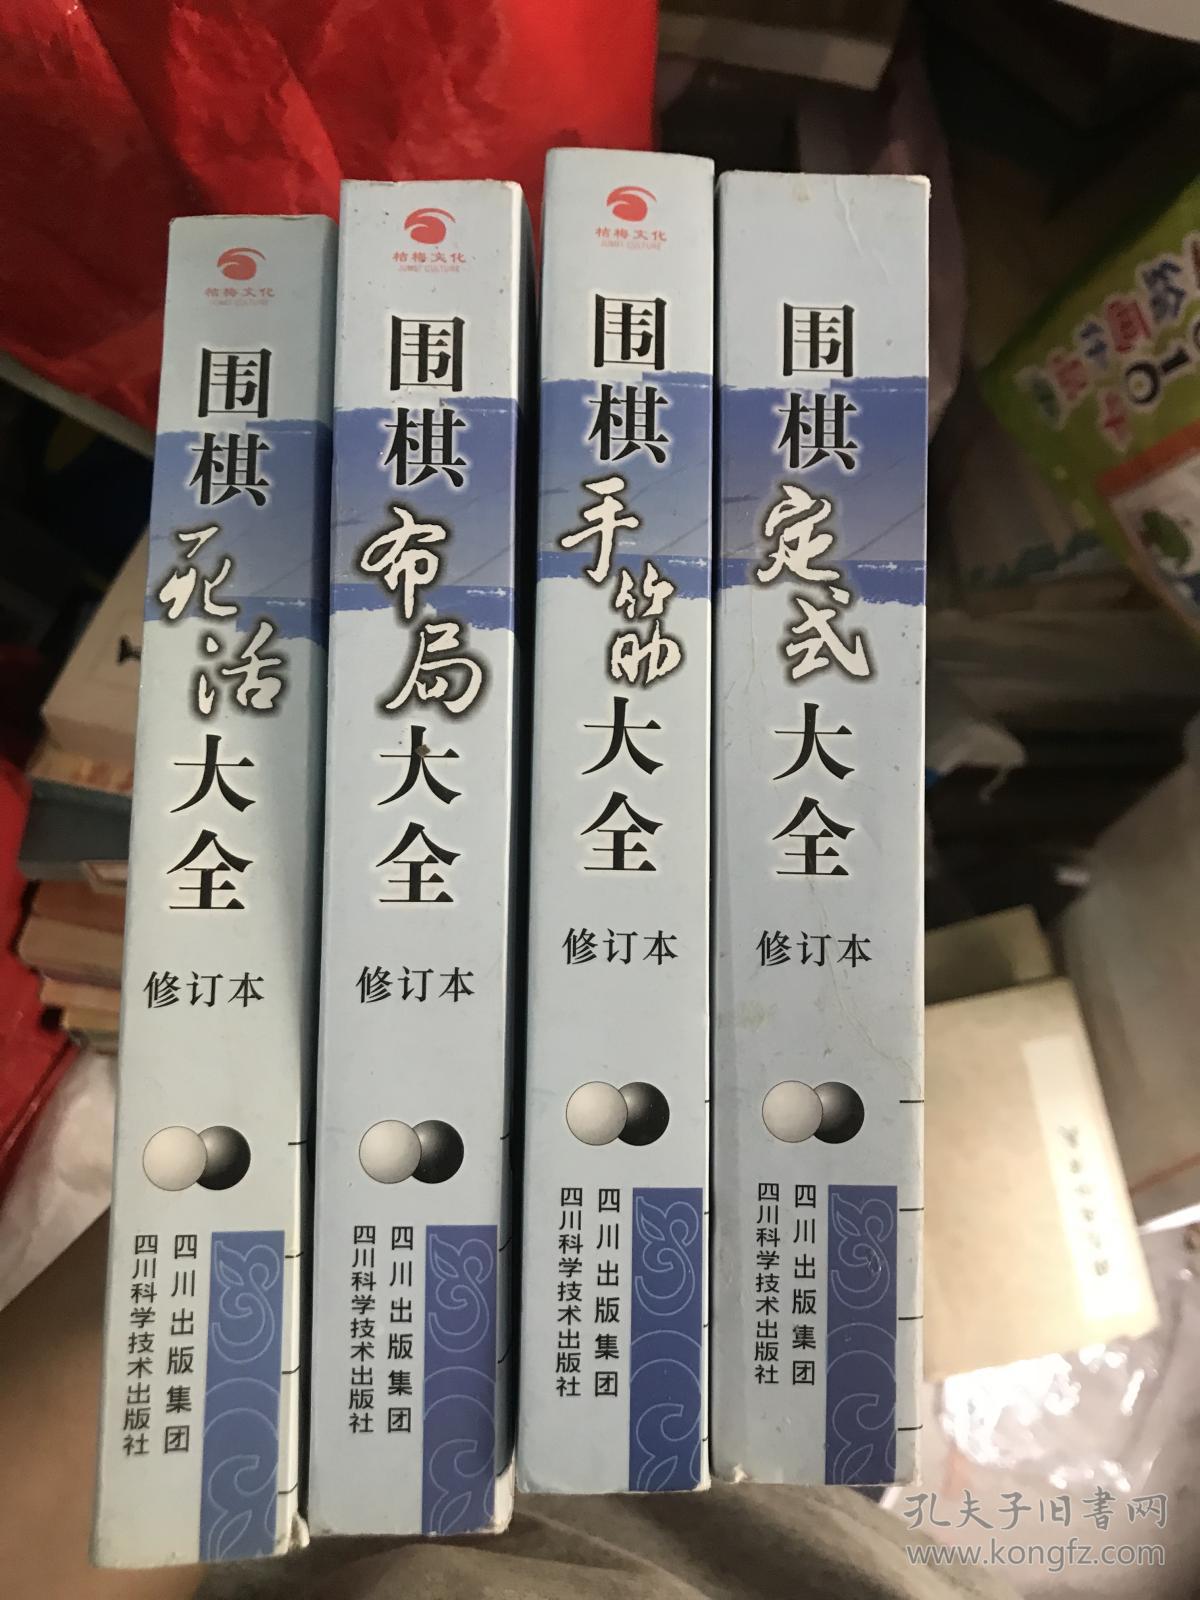 桔梅文化
JUMEI CULTURE
围棋死活大全
修订本
四川出版集团
四川科学技术出版社
桔梅文化
JUMEI CULTURE
围棋布局大全
修订本
四川出版集团
四川科学技术出版社
桔梅文化
JUMEI CULTURE
围棋手筋大全
修订本
四川出版集团
四川科学技术出版社
围棋定式大全
修订本
四川出版集团
四川科学技术出版社
孔夫子旧书网
www.kongfz.com